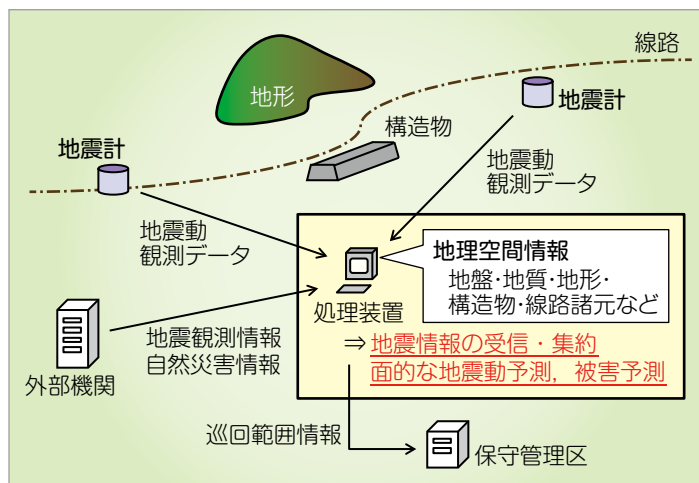 線路
地形
地震計
構造物
地震計
地震動
観測データ
地震動
観測データ
地理空間情報
地盤・地質・地形・
構造物・線路諸元など
処理装置
地震観測情報
自然災害情報
外部機関
⇒地震情報の受信・集約
面的な地震動予測，被害予測
巡回範囲情報
保守管理区